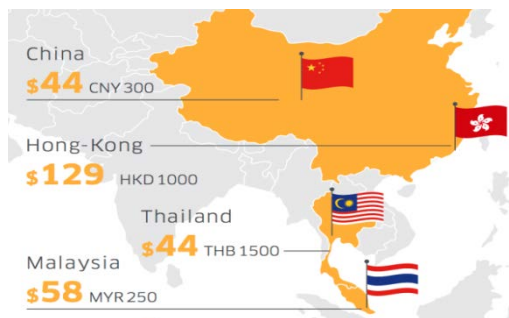 China
$44 CNY 300
Hong-Kong
$129 HKD 1000
Thailand
$44 THB 1500
Malaysia
$58 MYR 250